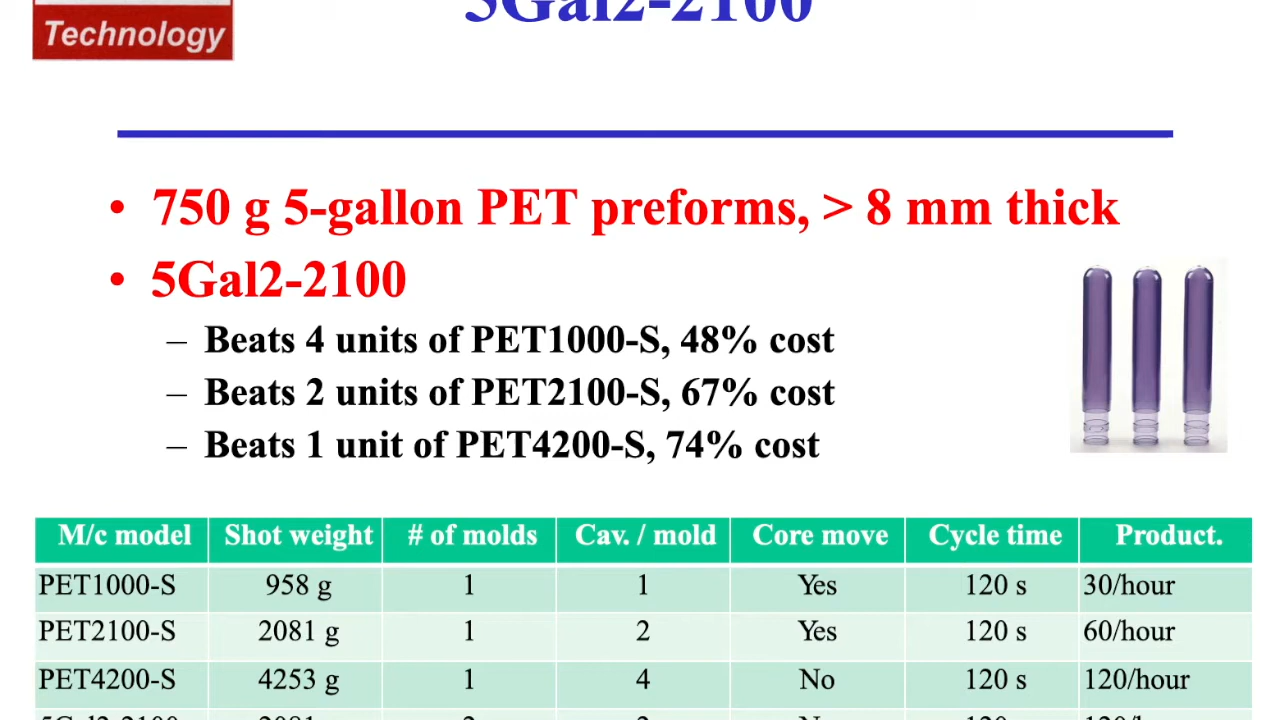 Technology
5Gal2-2100
• 750 g 5-gallon PET preforms, > 8 mm thick
• 5Gal2-2100
– Beats 4 units of PET1000-S, 48% cost
– Beats 2 units of PET2100-S, 67% cost
– Beats 1 unit of PET4200-S, 74% cost
M/c model Shot weight # of molds Cav. / mold Core move Cycle time Product.
PET1000-S 958 g 1 1 Yes 120 s 30/hour
PET2100-S 2081 g 1 2 Yes 120 s 60/hour
PET4200-S 4253 g 1 4 No 120 s 120/hour